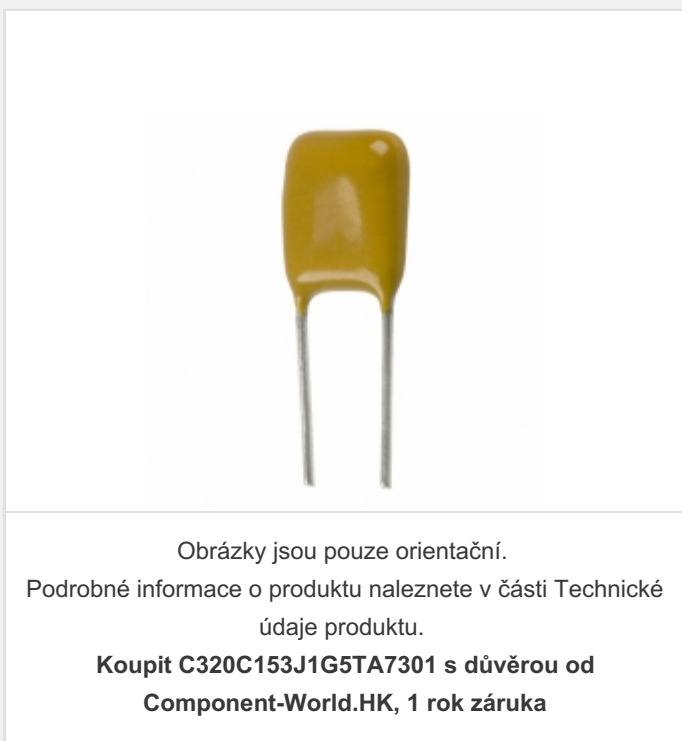 Obrázky jsou pouze orientační.
Podrobné informace o produktu naleznete v části Technické
údaje produktu.
Koupit C320C153J1G5TA7301 s důvěrou od
Component-World.HK, 1 rok záruka